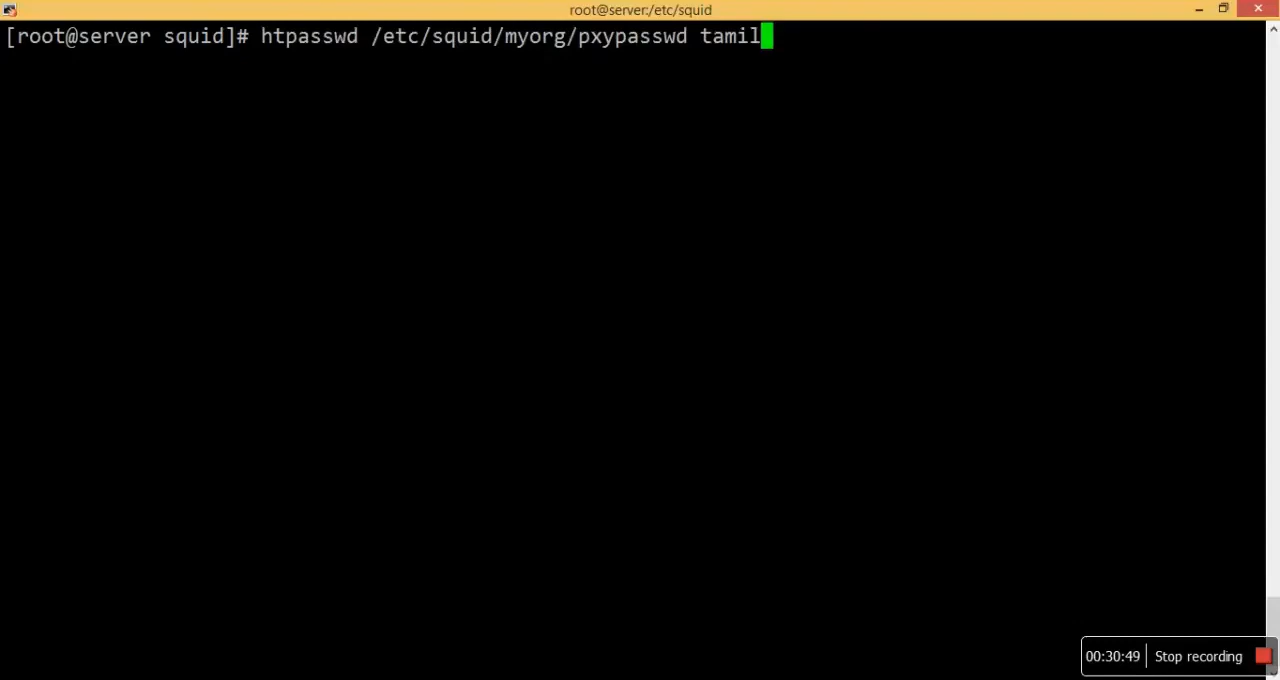 root@server:/etc/squid
[root@server squid]# htpasswd /etc/squid/myorg/pxypasswd tamil
00:30:49 Stop recording